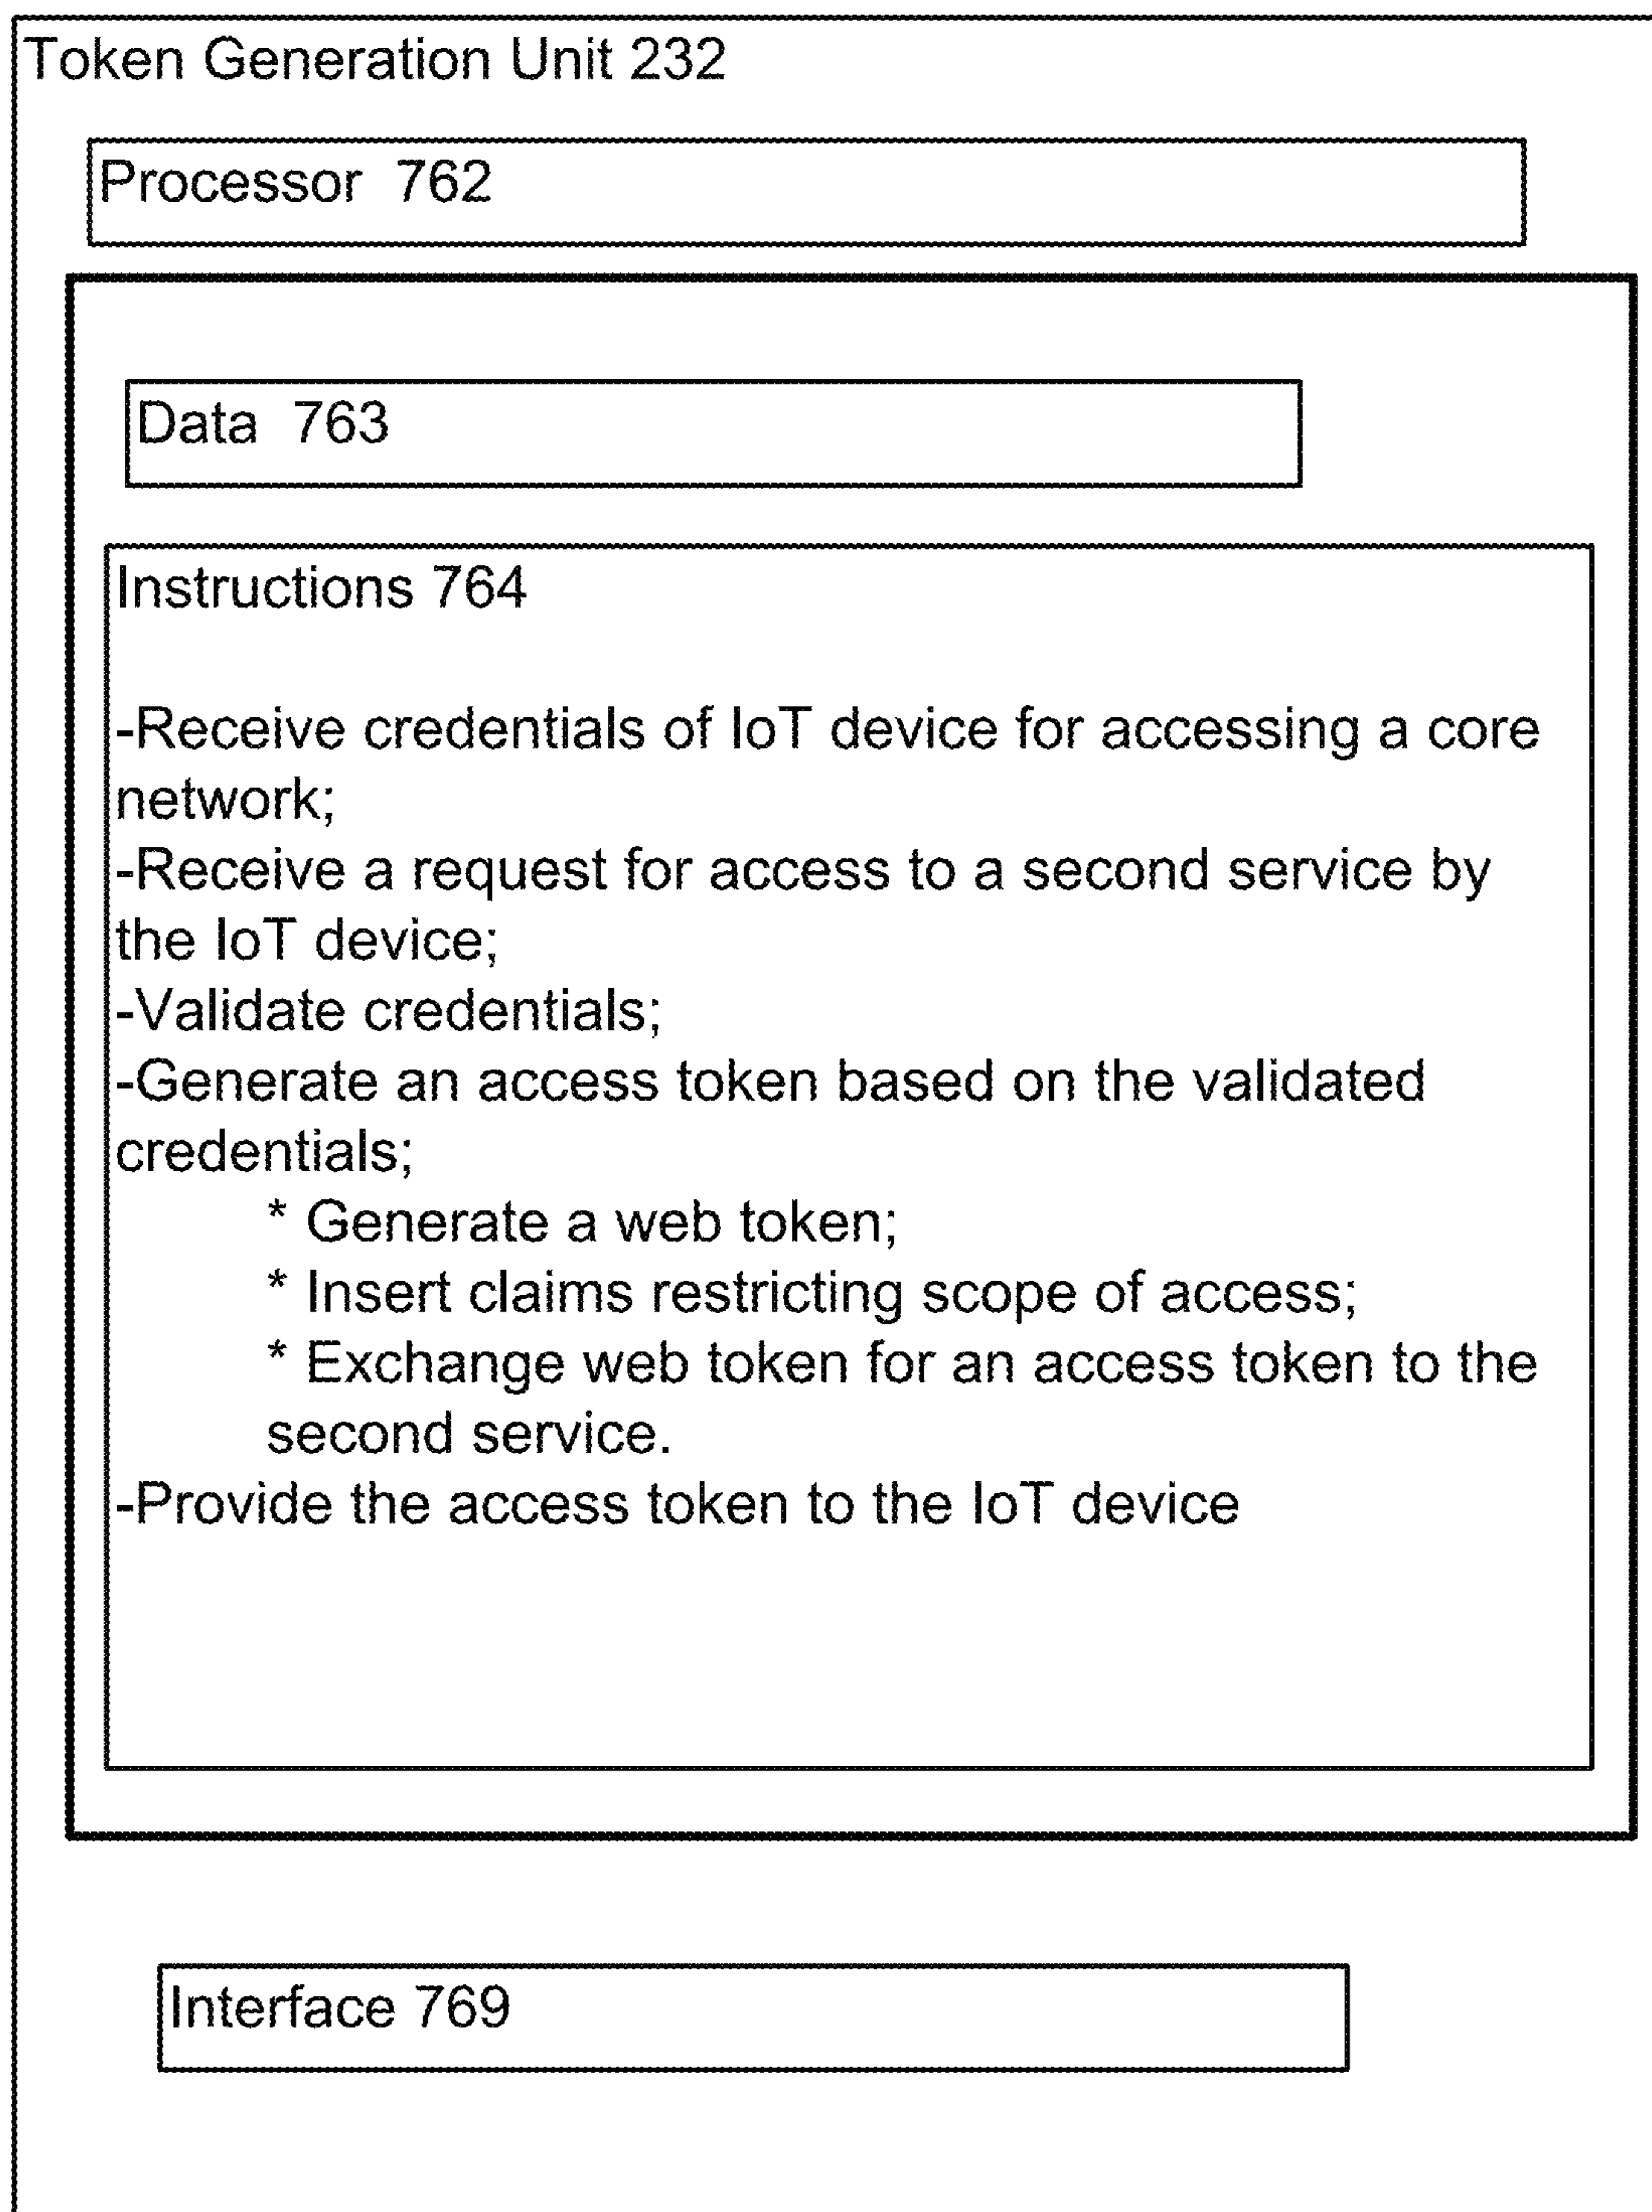 Token Generation Unit 232
Processor 762
Data 763
Instructions 764
-Receive credentials of IoT device for accessing a core
network;
-Receive a request for access to a second service by
the IoT device;
-Validate credentials;
-Generate an access token based on the validated
credentials;
* Generate a web token;
* Insert claims restricting scope of access;
* Exchange web token for an access token to the
second service.
-Provide the access token to the IoT device
Interface 769